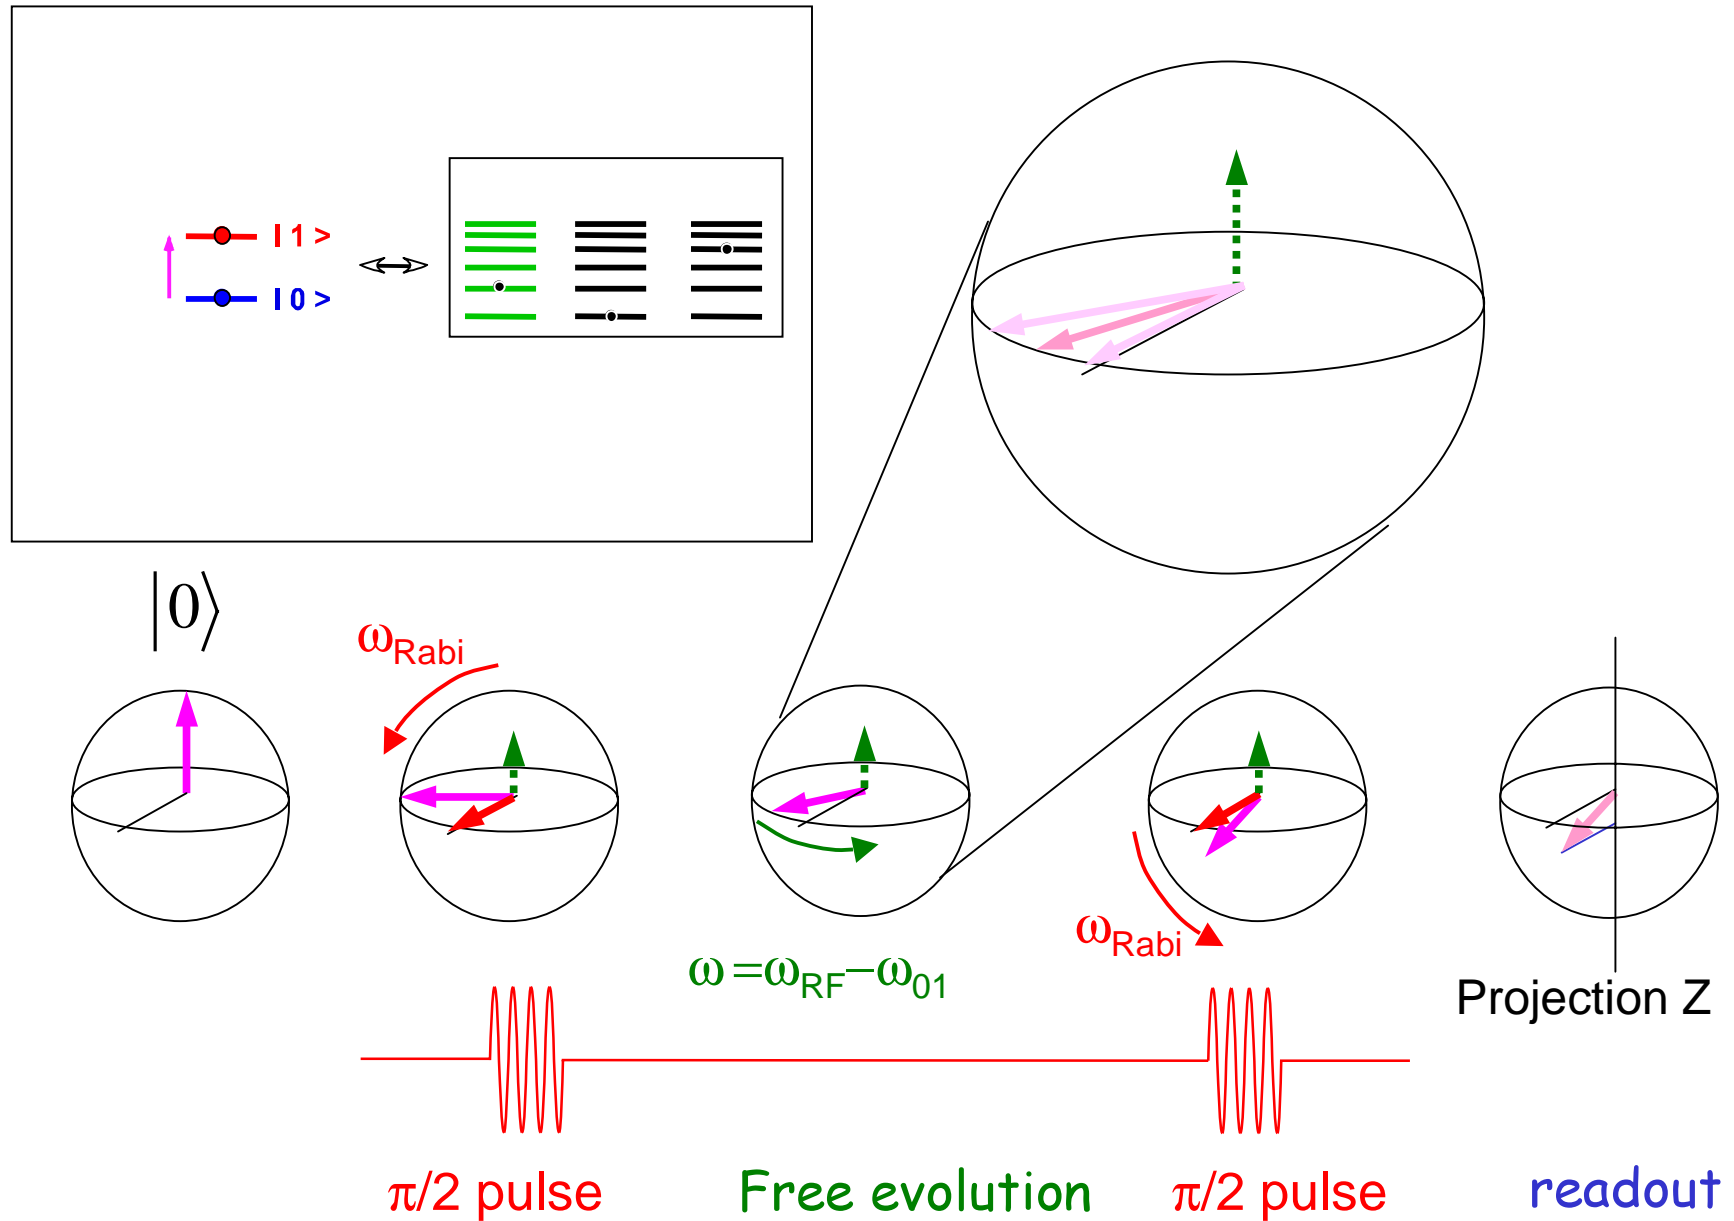 | 1 >
| 0 >
|0⟩
ωRabi
ωRabi
ω=ωRF−ω01
Projection Z
π/2 pulse
Free evolution
π/2 pulse
readout